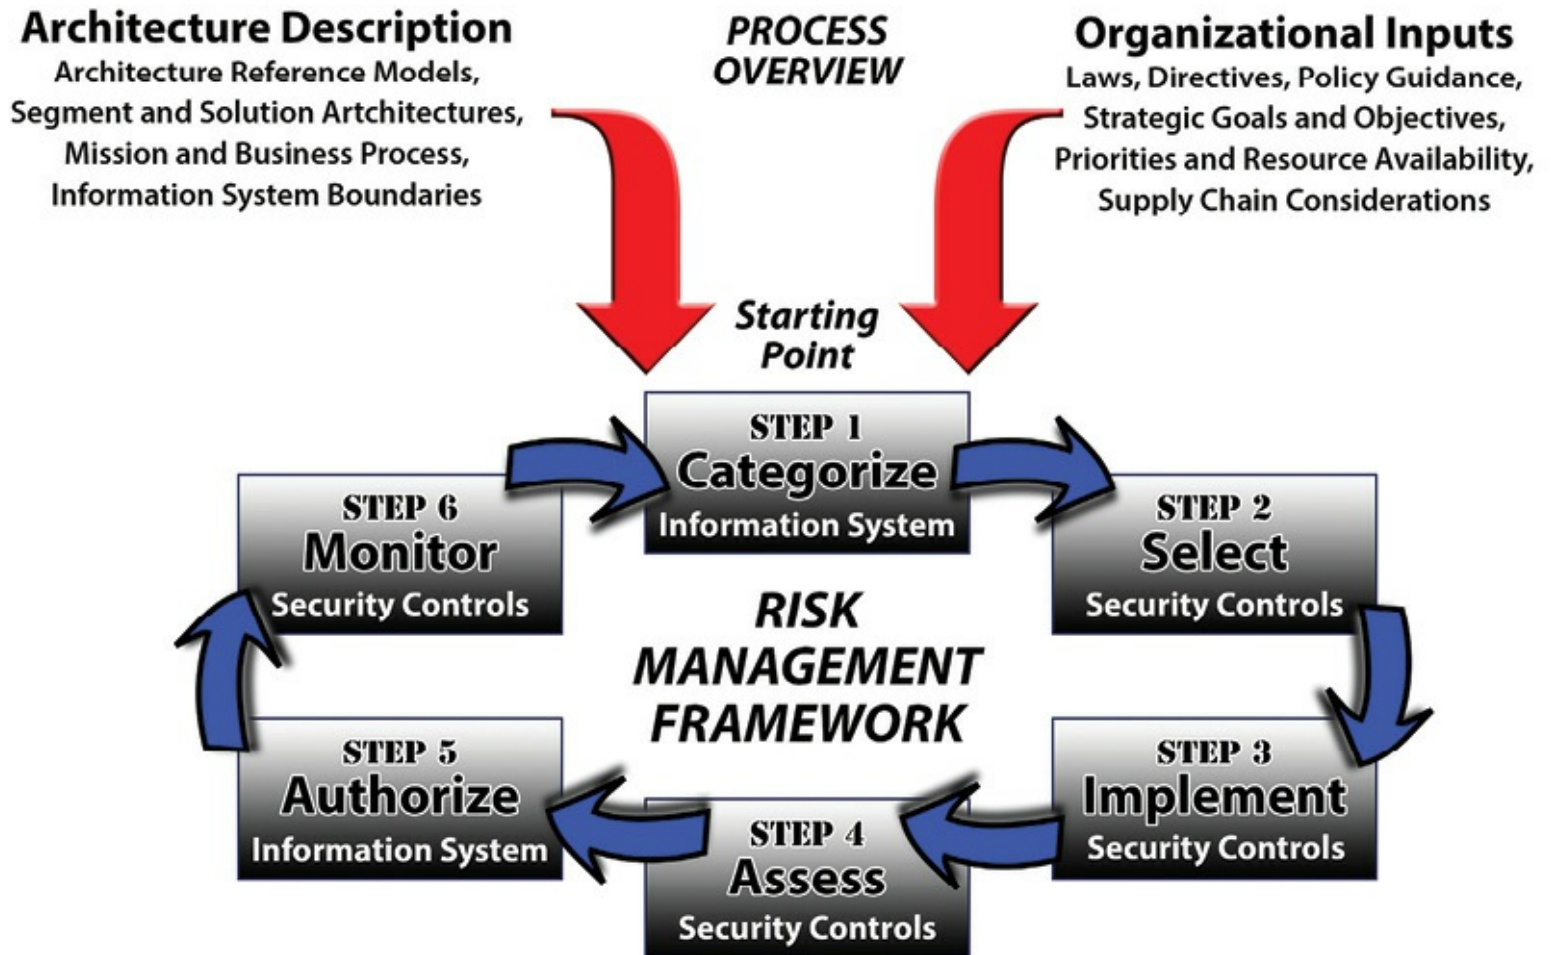 Architecture Description
Architecture Reference Models,
Segment and Solution Artchitectures,
Mission and Business Process,
Information System Boundaries
PROCESS
OVERVIEW
Organizational Inputs
Laws, Directives, Policy Guidance,
Strategic Goals and Objectives,
Priorities and Resource Availability,
Supply Chain Considerations
Starting
Point
STEP 1
Categorize
Information System
STEP 2
Select
Security Controls
STEP 3
Implement
Security Controls
STEP 4
Assess
Security Controls
STEP 5
Authorize
Information System
STEP 6
Monitor
Security Controls
RISK
MANAGEMENT
FRAMEWORK